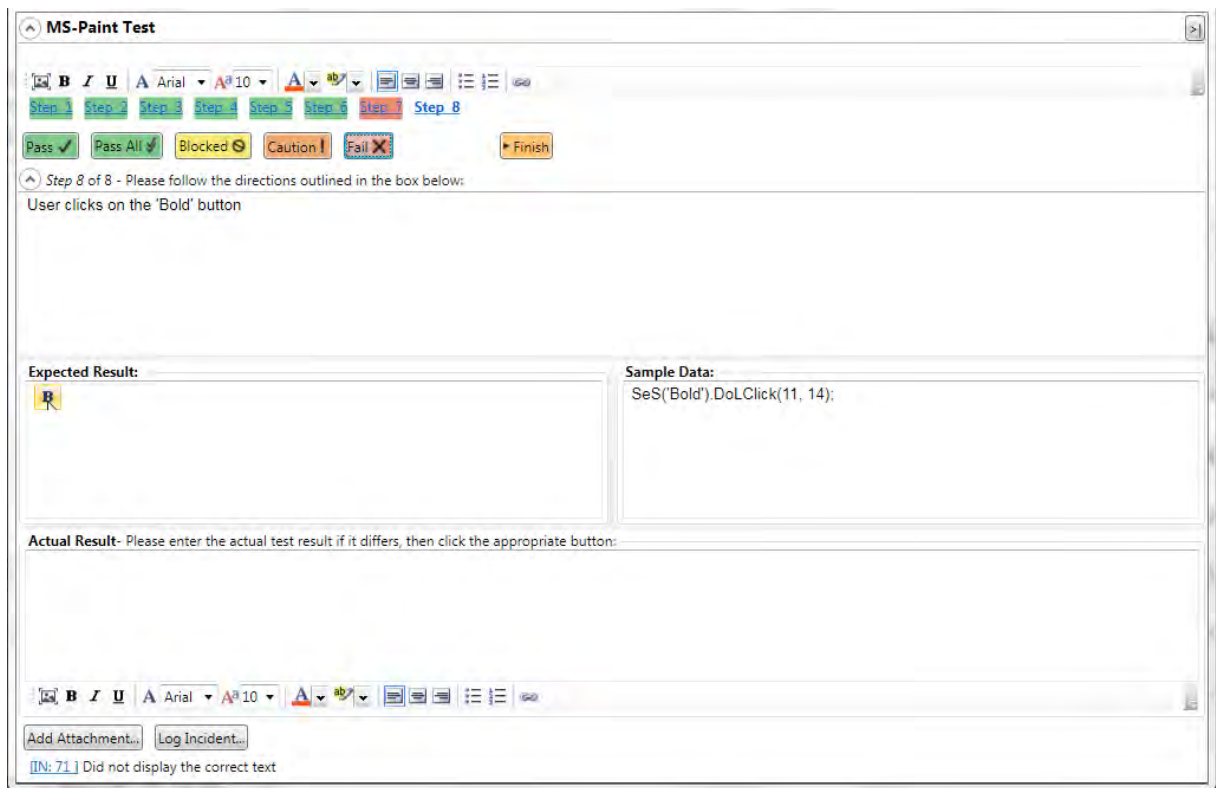 MS-Paint Test
>|
B I U A Arial Aa 10 A ab
Step 1 Step 2 Step 3 Step 4 Step 5 Step 6 Step 7 Step 8
Pass Pass All Blocked Caution ! Fail Finish
Step 8 of 8 - Please follow the directions outlined in the box below:
User clicks on the 'Bold' button
Expected Result: Sample Data:
B SeS('Bold').DoLClick(11, 14);
Actual Result- Please enter the actual test result if it differs, then click the appropriate button:
B I U A Arial Aa 10 A ab
Add Attachment... Log Incident...
[IN: 71 ] Did not display the correct text